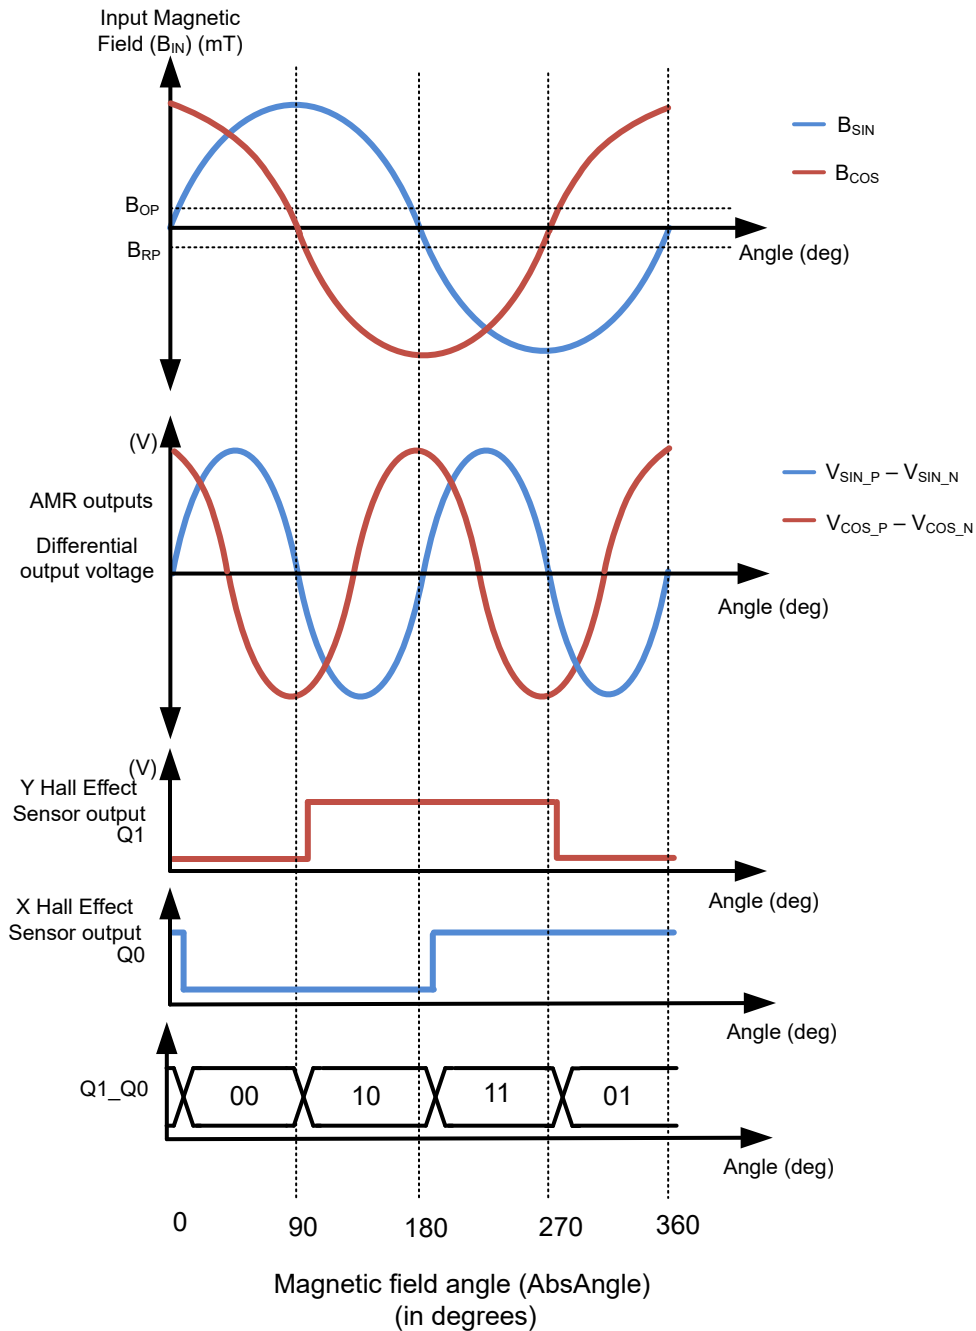 Input Magnetic
Field (BIN) (mT)
BSIN
BCOS
BOP
BRP
Angle (deg)
(V)
AMR outputs
Differential
output voltage
VSIN_P – VSIN_N
VCOS_P – VCOS_N
Angle (deg)
(V)
Y Hall Effect
Sensor output
Q1
Angle (deg)
X Hall Effect
Sensor output
Q0
Angle (deg)
Q1_Q0
00 10 11 01
Angle (deg)
0 90 180 270 360
Magnetic field angle (AbsAngle)
(in degrees)